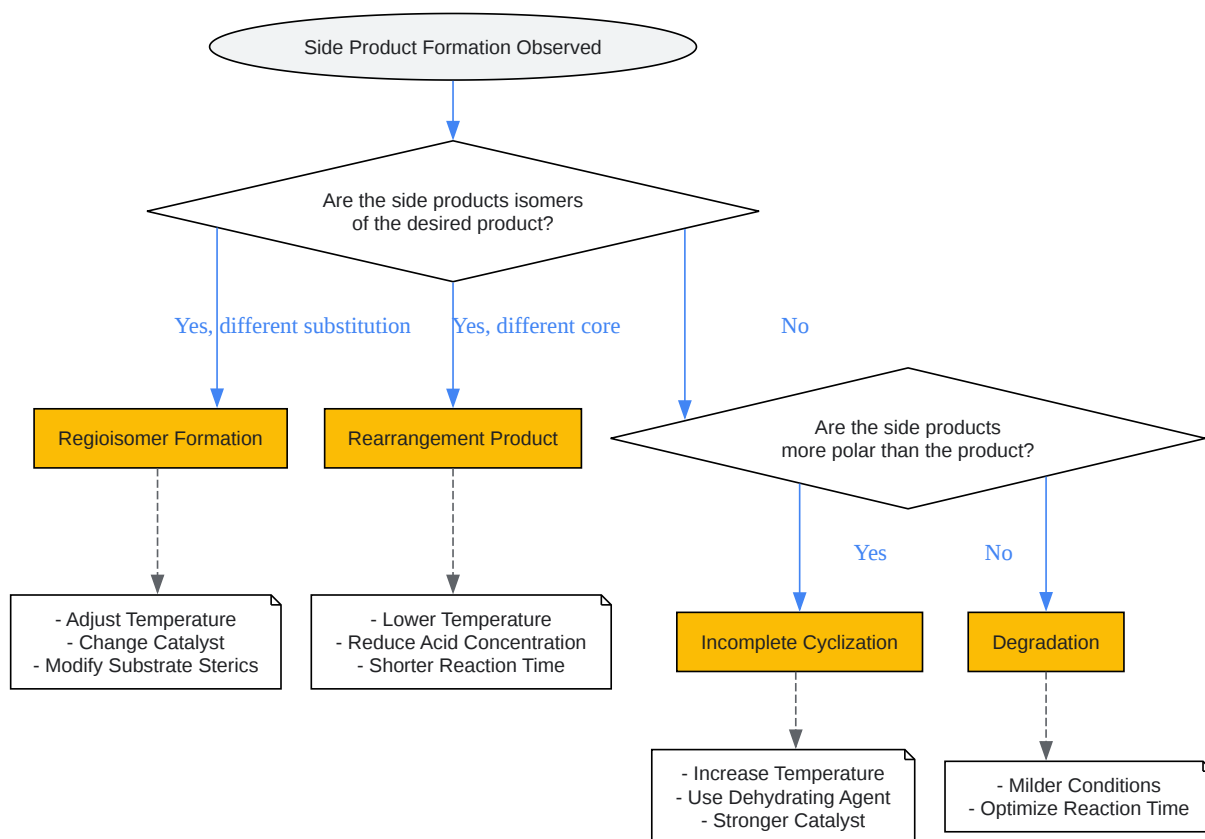 Side Product Formation Observed
Are the side products isomers
of the desired product?
Yes, different substitution
Yes, different core
No
Regioisomer Formation
Rearrangement Product
Are the side products
more polar than the product?
Yes
No
- Adjust Temperature
- Change Catalyst
- Modify Substrate Sterics
- Lower Temperature
- Reduce Acid Concentration
- Shorter Reaction Time
Incomplete Cyclization
Degradation
- Increase Temperature
- Use Dehydrating Agent
- Stronger Catalyst
- Milder Conditions
- Optimize Reaction Time